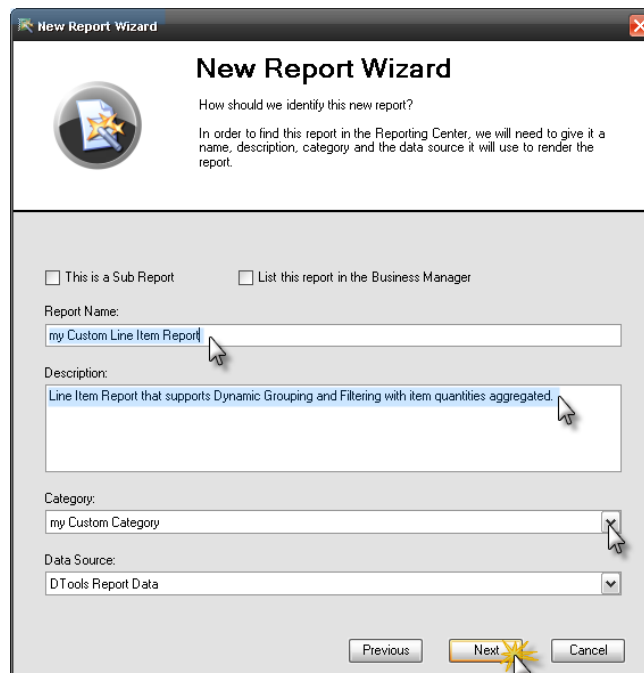 New Report Wizard
New Report Wizard
How should we identify this new report?
In order to find this report in the Reporting Center, we will need to give it a
name, description, category and the data source it will use to render the
report.
This is a Sub Report
List this report in the Business Manager
Report Name:
my Custom Line Item Report
Description:
Line Item Report that supports Dynamic Grouping and Filtering with item quantities aggregated.
Category:
my Custom Category
Data Source:
DTools Report Data
Previous
Next
Cancel